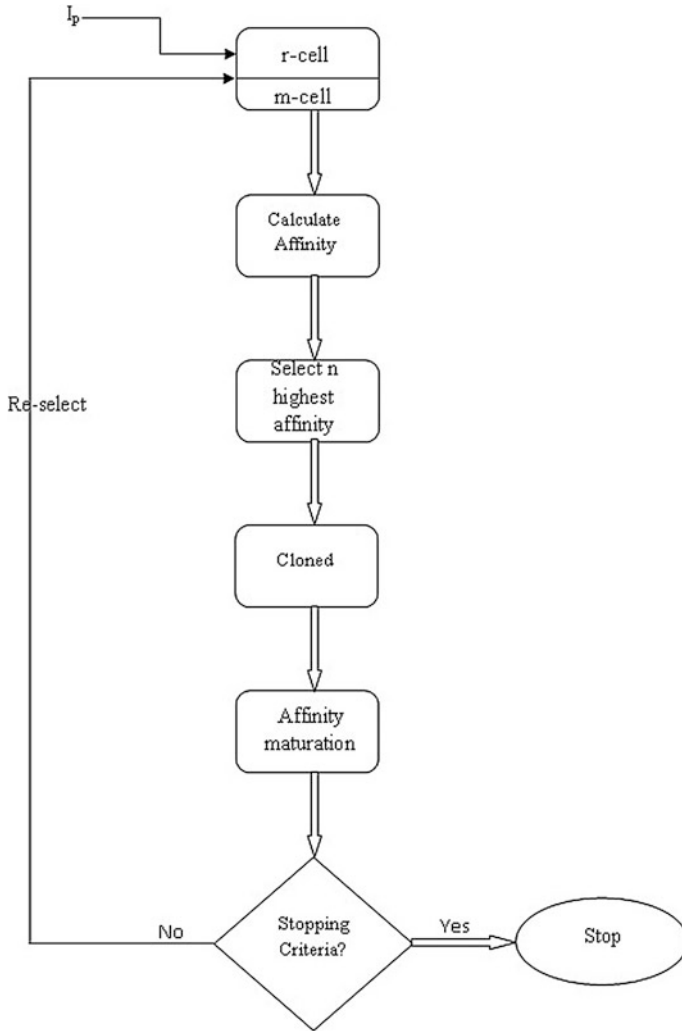 Ip
r-cell
m-cell
Calculate
Affinity
Select n
highest
affinity
Re-select
Cloned
Affinity
maturation
Stopping
Criteria?
No
Yes
Stop